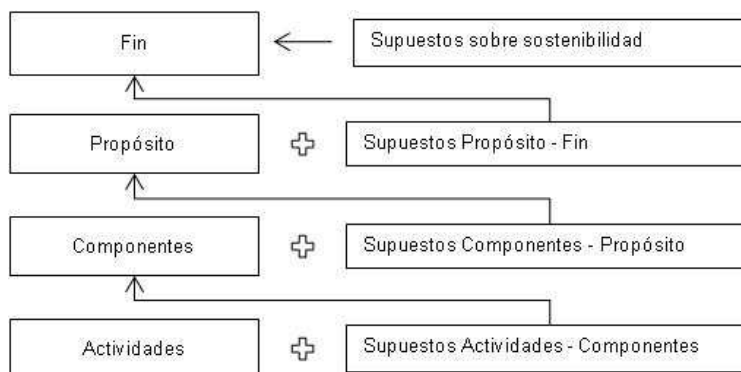 Fin
Supuestos sobre sostenibilidad
Propósito
Supuestos Propósito - Fin
Componentes
Supuestos Componentes - Propósito
Actividades
Supuestos Actividades - Componentes